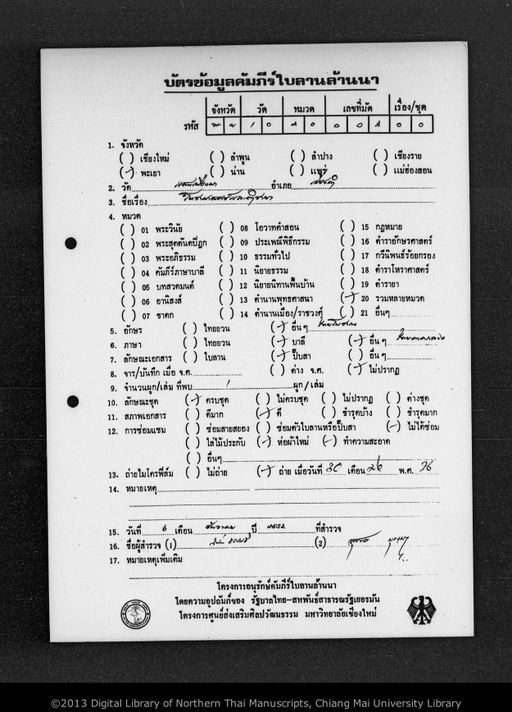 บัตรข้อมูลคัมภีร์ใบลานล้านนา
จังหวัด วัด หมวด เลขที่มัด เรื่อง/ชุด
รหัส
1. จังหวัด
( ) เชียงใหม่ ( ) ลำพูน ( ) ลำปาง ( ) เชียงราย
(/) พะเยา ( ) น่าน ( ) แพร่ ( ) แม่ฮ่องสอน
2. วัด อำเภอ
3. ชื่อเรื่อง
4. หมวด
( ) 01 พระวินัย ( ) 08 โอวาทคำสอน ( ) 15 กฎหมาย
( ) 02 พระสุตตันตปิฎก ( ) 09 ประเพณีพิธีกรรม ( ) 16 ตำราอักษรศาสตร์
( ) 03 พระอภิธรรม ( ) 10 ธรรมทั่วไป ( ) 17 กวีนิพนธ์ร้อยกรอง
( ) 04 คัมภีร์ภาษาบาลี ( ) 11 นิยายธรรม ( ) 18 ตำราโหราศาสตร์
( ) 05 บทสวดมนต์ ( ) 12 นิยายนิทานพื้นบ้าน ( ) 19 ตำรายา
( ) 06 อานิสงส์ ( ) 13 ตำนานพุทธศาสนา (/) 20 รวมหลายหมวด
( ) 07 ชาดก ( ) 14 ตำนานเมือง/ราชวงศ์ ( ) 21 อื่นๆ
5. อักษร ( ) ไทยยวน (/) อื่นๆ
6. ภาษา ( ) ไทยยวน (/) บาลี (/) อื่นๆ
7. ลักษณะเอกสาร ( ) ใบลาน (/) ปั๊บสา ( ) อื่นๆ
8. จาร/บันทึก เมื่อ จ.ศ. ( ) ค่าง จ.ศ. (/) ไม่ปรากฏ
9. จำนวนผูก/เล่ม ที่พบ 1 ผูก/เล่ม
10. ลักษณะชุด (/) ครบชุด ( ) ไม่ครบชุด ( ) ไม่ปรากฏ ( ) ค่างชุด
11. สภาพเอกสาร ( ) ดีมาก (/) ดี ( ) ชำรุดบ้าง ( ) ชำรุดมาก
12. การซ่อมแซม ( ) ซ่อมสายสยอง ( ) ซ่อมตัวใบลานหรือปั๊บสา (/) ไม่ได้ซ่อม
( ) ใส่ไม้ประกับ (/) ห่อผ้าใหม่ (/) ทำความสะอาด
( ) อื่นๆ
13. ถ่ายไมโครฟิล์ม ( ) ไม่ถ่าย (/) ถ่าย เมื่อวันที่ 30 เดือน พ.ศ. 36
14. หมายเหตุ
15. วันที่ 6 เดือน ธันวาคม ปี ที่สำรวจ
16. ชื่อผู้สำรวจ (1) (2)
17. หมายเหตุเพิ่มเติม
โครงการอนุรักษ์คัมภีร์ใบลานล้านนา
โดยความอุปถัมภ์ของ รัฐบาลไทย-สหพันธ์สาธารณรัฐเยอรมัน
โครงการศูนย์ส่งเสริมศิลปวัฒนธรรม มหาวิทยาลัยเชียงใหม่
©2013 Digital Library of Northern Thai Manuscripts, Chiang Mai University Library